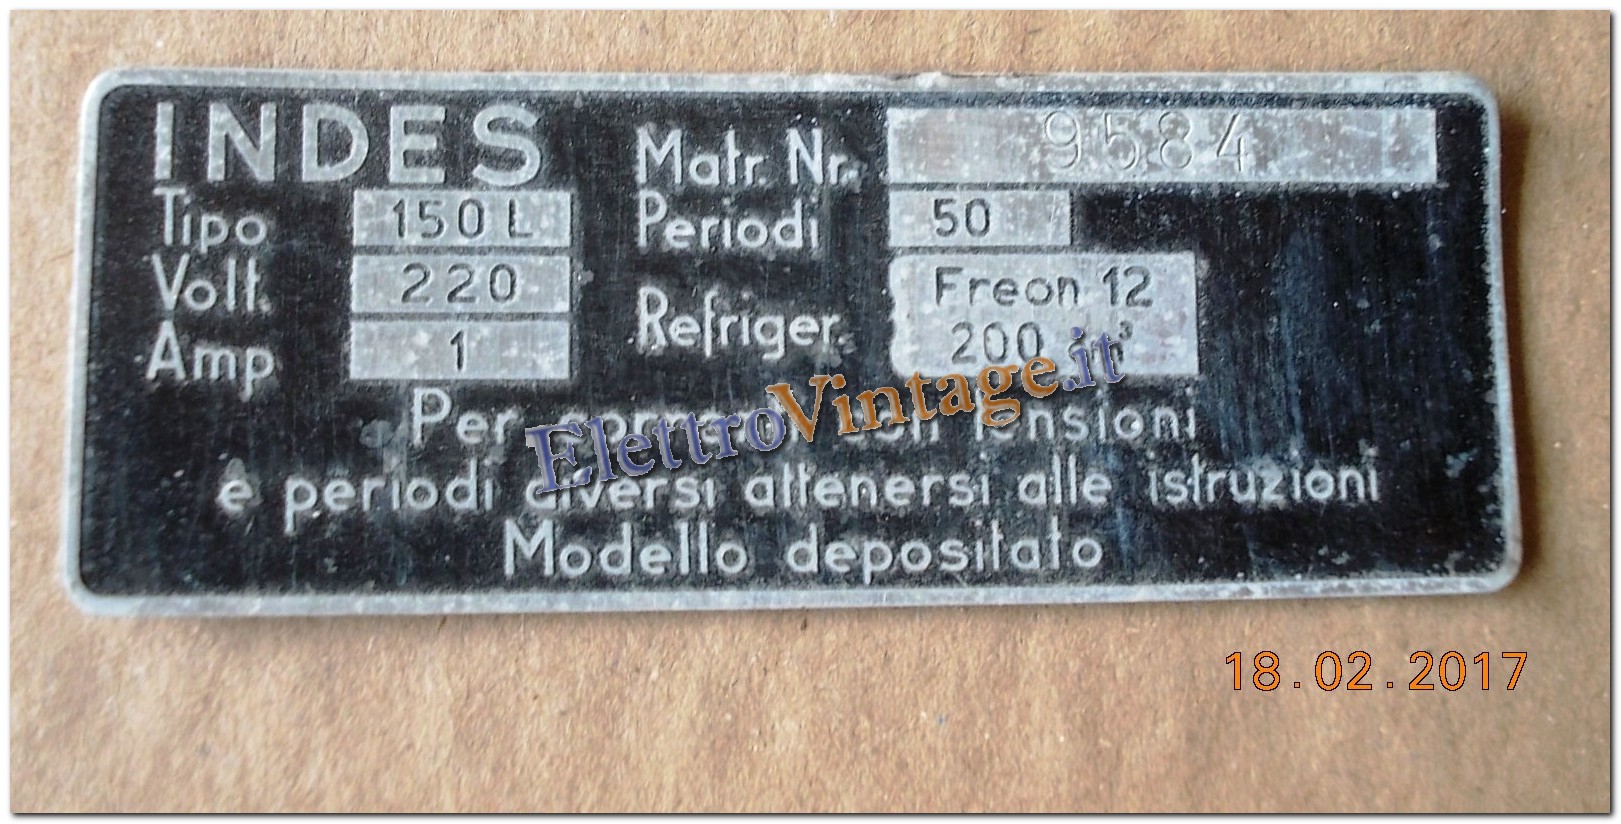 INDES Matr. Nr. 9584
Tipo 150 L Periodi 50
Volt. 220 Refriger. Freon 12
Amp 1 200
Per tensioni
è periodi diversi attenersi alle istruzioni
Modello depositato
ElettroVintage.it
18.02.2017